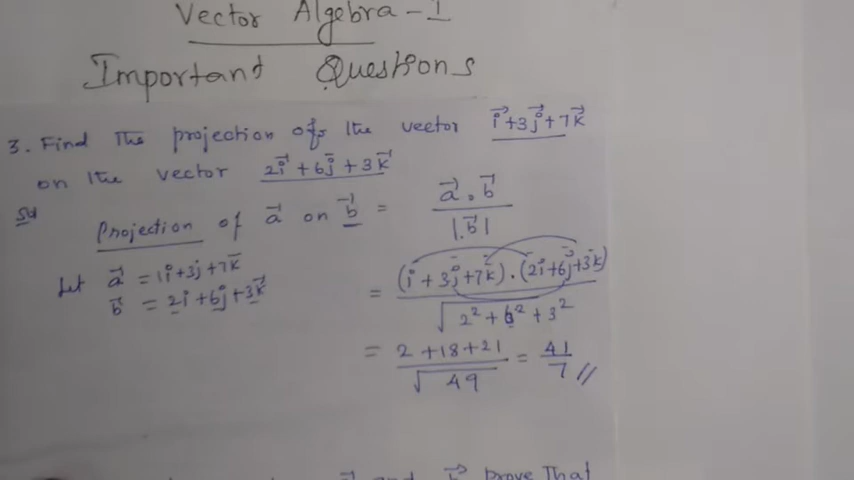 Vector Algebra - 1
Important Questions
3. Find The projection of the vector i⃗+3j⃗+7k⃗
on the vector 2i⃗+6j⃗+3k⃗
Sol
Projection of a⃗ on b⃗ = a⃗.b⃗ / |b⃗|
Let a⃗ = 1i+3j+7k⃗
b⃗ = 2i+6j+3k⃗
= (i+3j+7k).(2i+6j+3k) / √2²+6²+3²
= 2+18+21 / √49 = 41/7 //
and b⃗ prove That